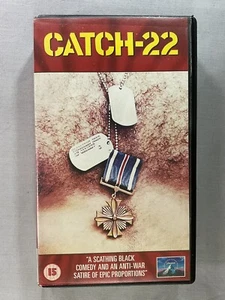 CATCH-22
"A SCATHING BLACK
COMEDY AND AN ANTI-WAR
SATIRE OF EPIC PROPORTIONS"
15